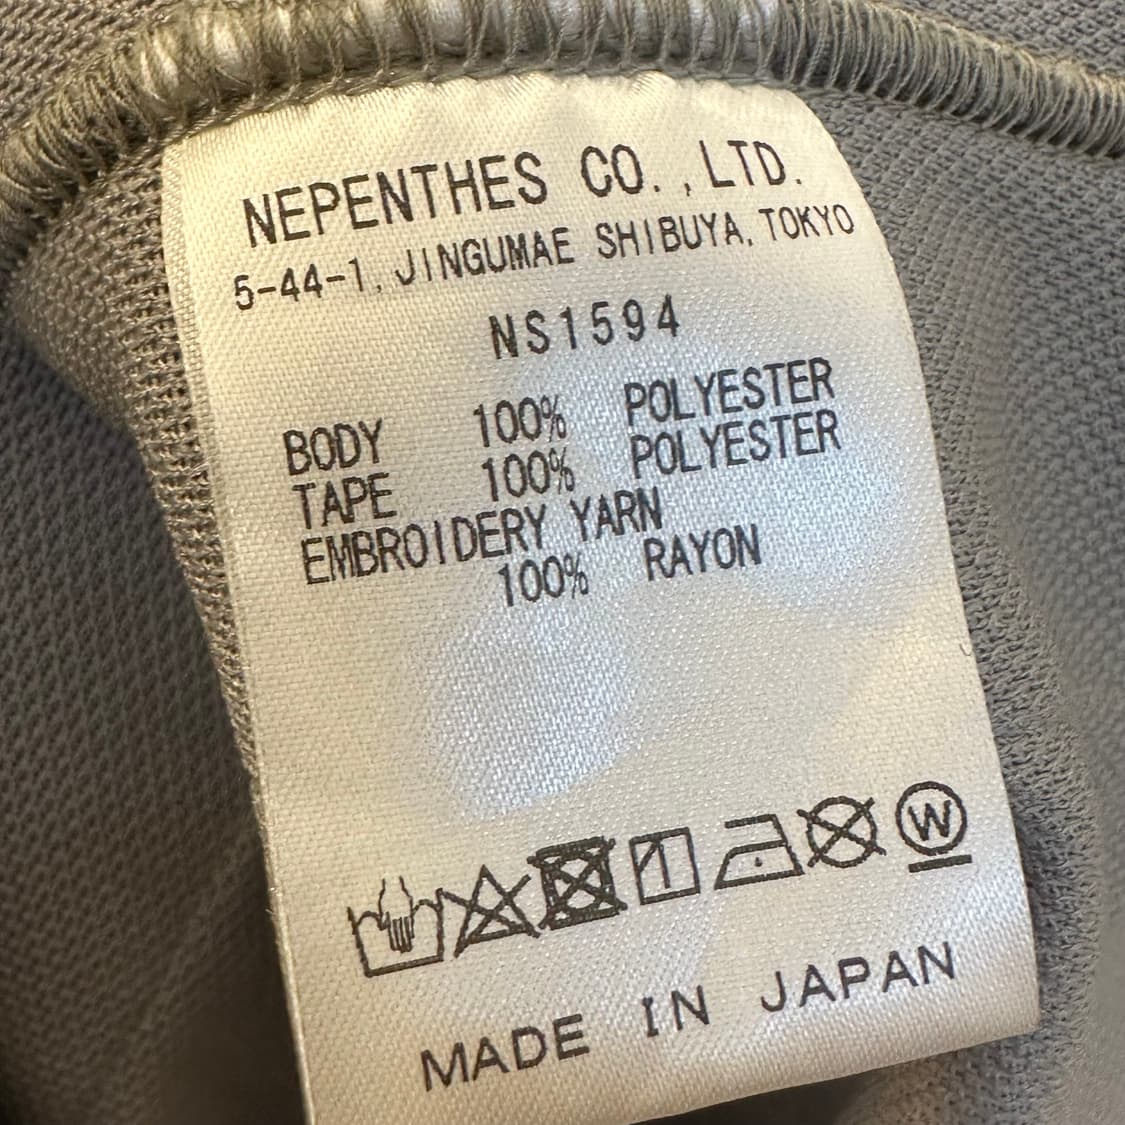 NEPENTHES CO.,LTD.
5-44-1, JINGUMAE SHIBUYA, TOKYO
NS1594
BODY 100% POLYESTER
TAPE 100% POLYESTER
EMBROIDERY YARN
100% RAYON
W
MADE IN JAPAN